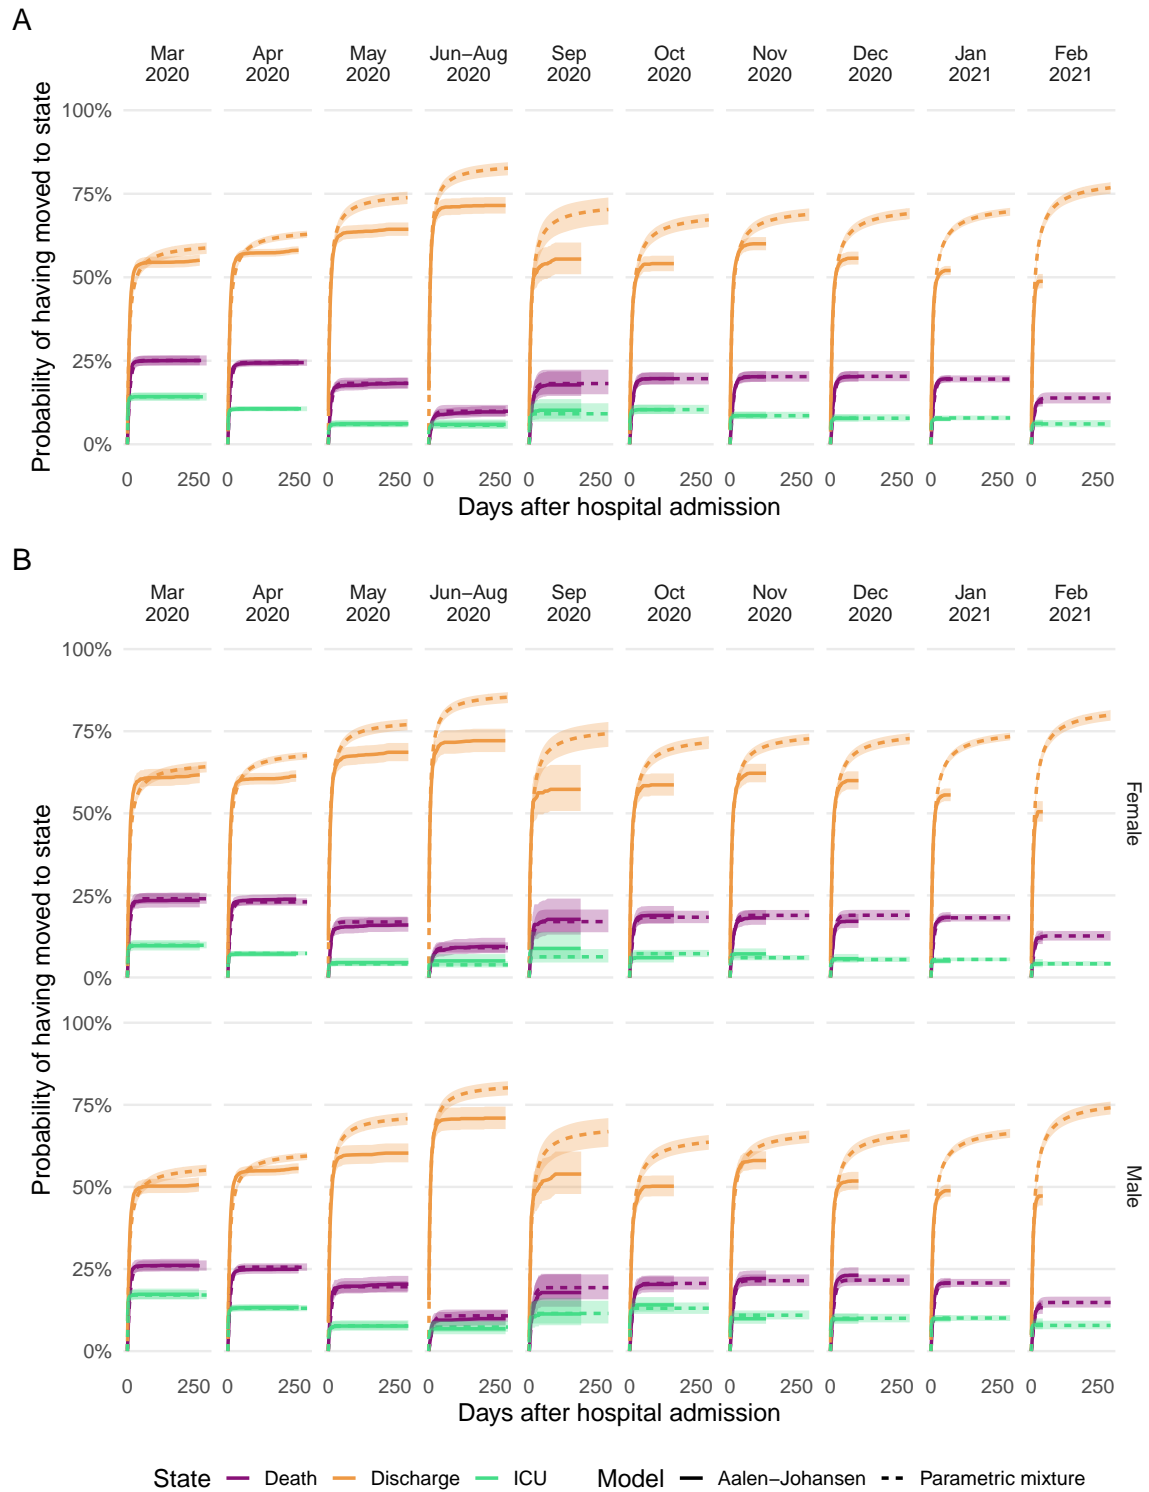 A
Mar Apr May Jun−Aug Sep Oct Nov Dec Jan Feb
2020 2020 2020 2020 2020 2020 2020 2020 2021 2021
Probability of having moved to state
100%
75%
50%
25%
0%
0 250 0 250 0 250 0 250 0 250 0 250 0 250 0 250 0 250 0 250
Days after hospital admission
B
Mar Apr May Jun−Aug Sep Oct Nov Dec Jan Feb
2020 2020 2020 2020 2020 2020 2020 2020 2021 2021
Probability of having moved to state
100%
75%
50%
25%
0%
Female
100%
75%
50%
25%
0%
Male
0 250 0 250 0 250 0 250 0 250 0 250 0 250 0 250 0 250 0 250
Days after hospital admission
State Death Discharge ICU Model Aalen−Johansen Parametric mixture